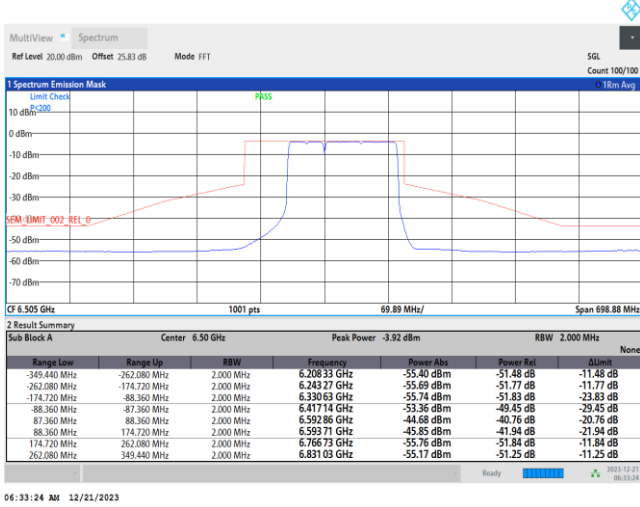 MultiView Spectrum
Ref Level 20.00 dBm Offset 25.83 dB Mode FFT SGL
Count 100/100
1 Spectrum Emission Mask 1Rm Avg
Limit Check PASS
P<200
10 dBm
0 dBm
-10 dBm
-20 dBm
-30 dBm
SEM_LIMIT_002_REL_0
-50 dBm
-60 dBm
-70 dBm
CF 6.505 GHz 1001 pts 69.89 MHz/ Span 698.88 MHz
2 Result Summary
Sub Block A Center 6.50 GHz Peak Power -3.92 dBm RBW 2.000 MHz
None
Range Low Range Up RBW Frequency Power Abs Power Rel ΔLimit
-349.440 MHz -262.080 MHz 2.000 MHz 6.208 33 GHz -55.40 dBm -51.48 dB -11.48 dB
-262.080 MHz -174.720 MHz 2.000 MHz 6.243 27 GHz -55.69 dBm -51.77 dB -11.77 dB
-174.720 MHz -88.360 MHz 2.000 MHz 6.330 63 GHz -55.74 dBm -51.83 dB -23.83 dB
-88.360 MHz -87.360 MHz 2.000 MHz 6.417 14 GHz -53.36 dBm -49.45 dB -29.45 dB
87.360 MHz 88.360 MHz 2.000 MHz 6.592 86 GHz -44.68 dBm -40.76 dB -20.76 dB
88.360 MHz 174.720 MHz 2.000 MHz 6.593 71 GHz -45.85 dBm -41.94 dB -21.94 dB
174.720 MHz 262.080 MHz 2.000 MHz 6.766 73 GHz -55.76 dBm -51.84 dB -11.84 dB
262.080 MHz 349.440 MHz 2.000 MHz 6.831 03 GHz -55.17 dBm -51.25 dB -11.25 dB
Ready 2023-12-21
06:33:24
06:33:24 AM 12/21/2023